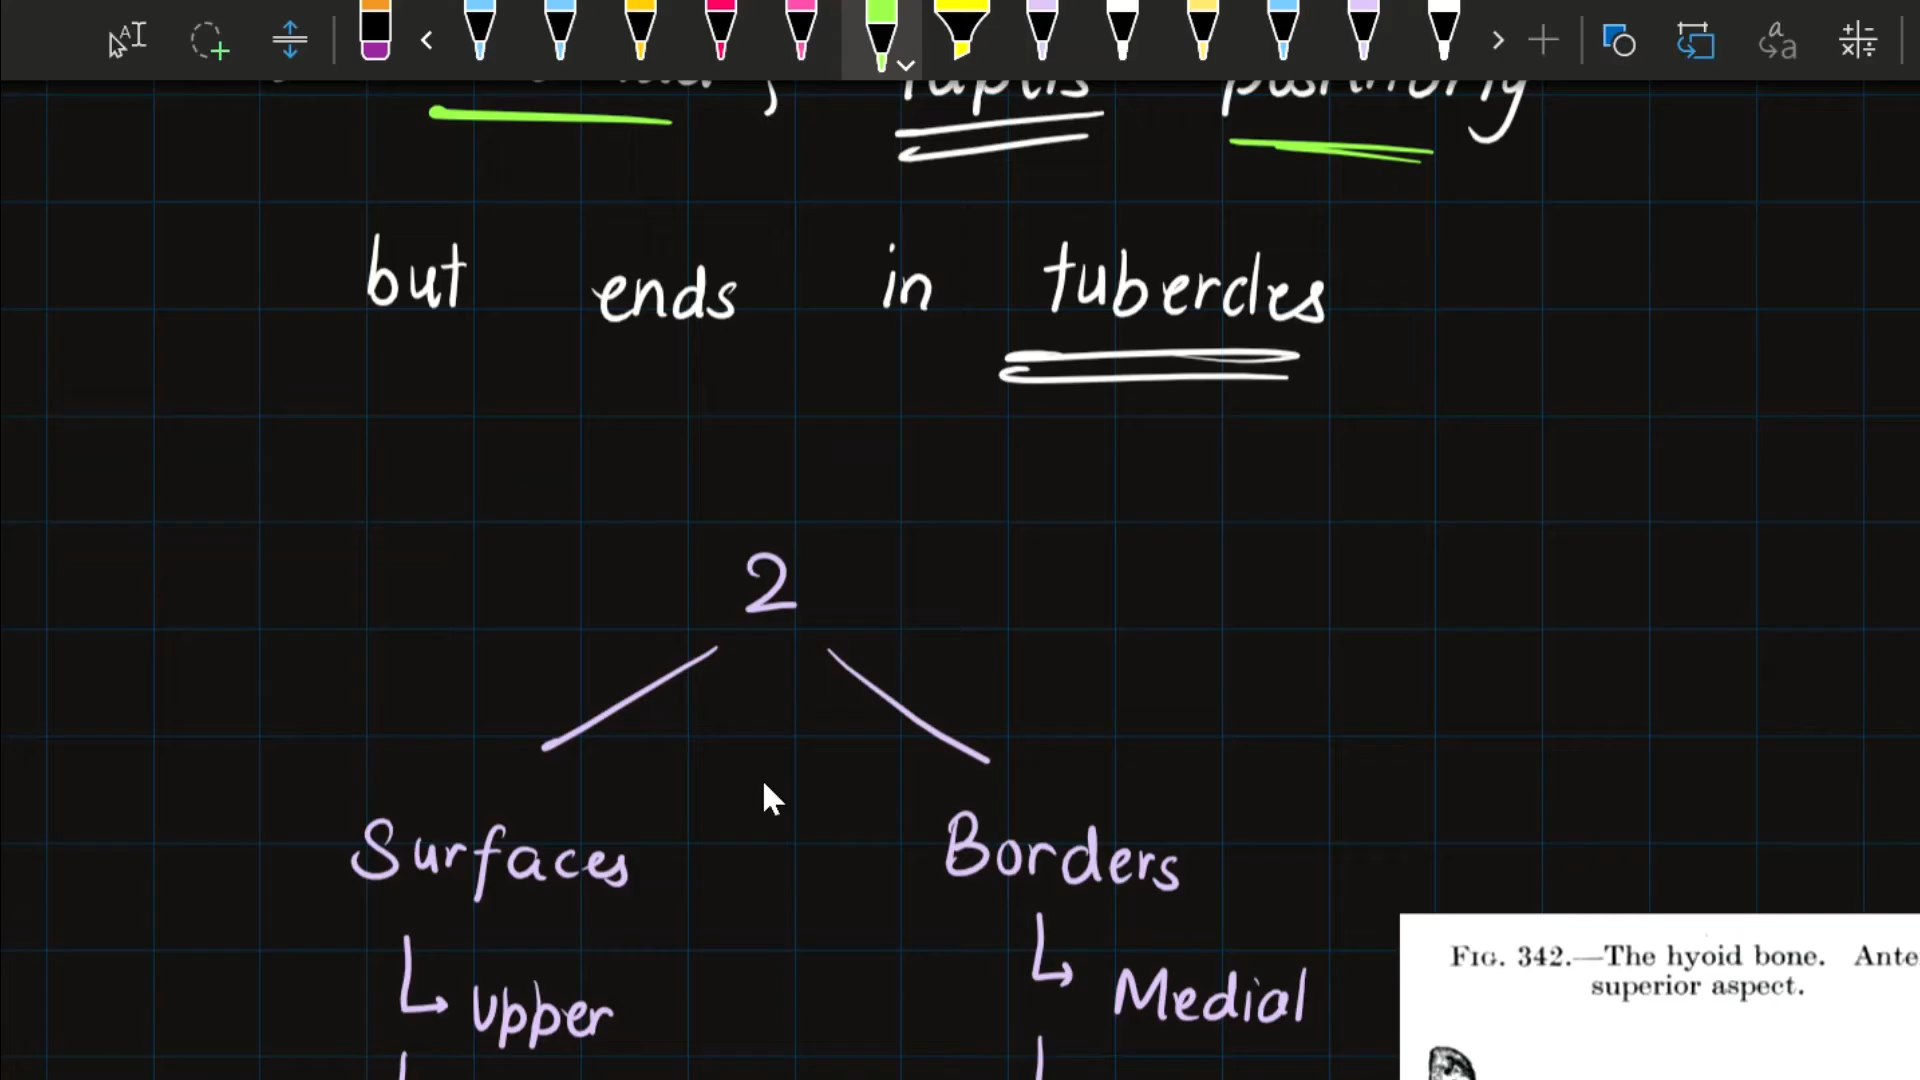 but ends in tubercles
2
Surfaces Borders
Upper Medial
FIG. 342.—The hyoid bone. Ante
superior aspect.